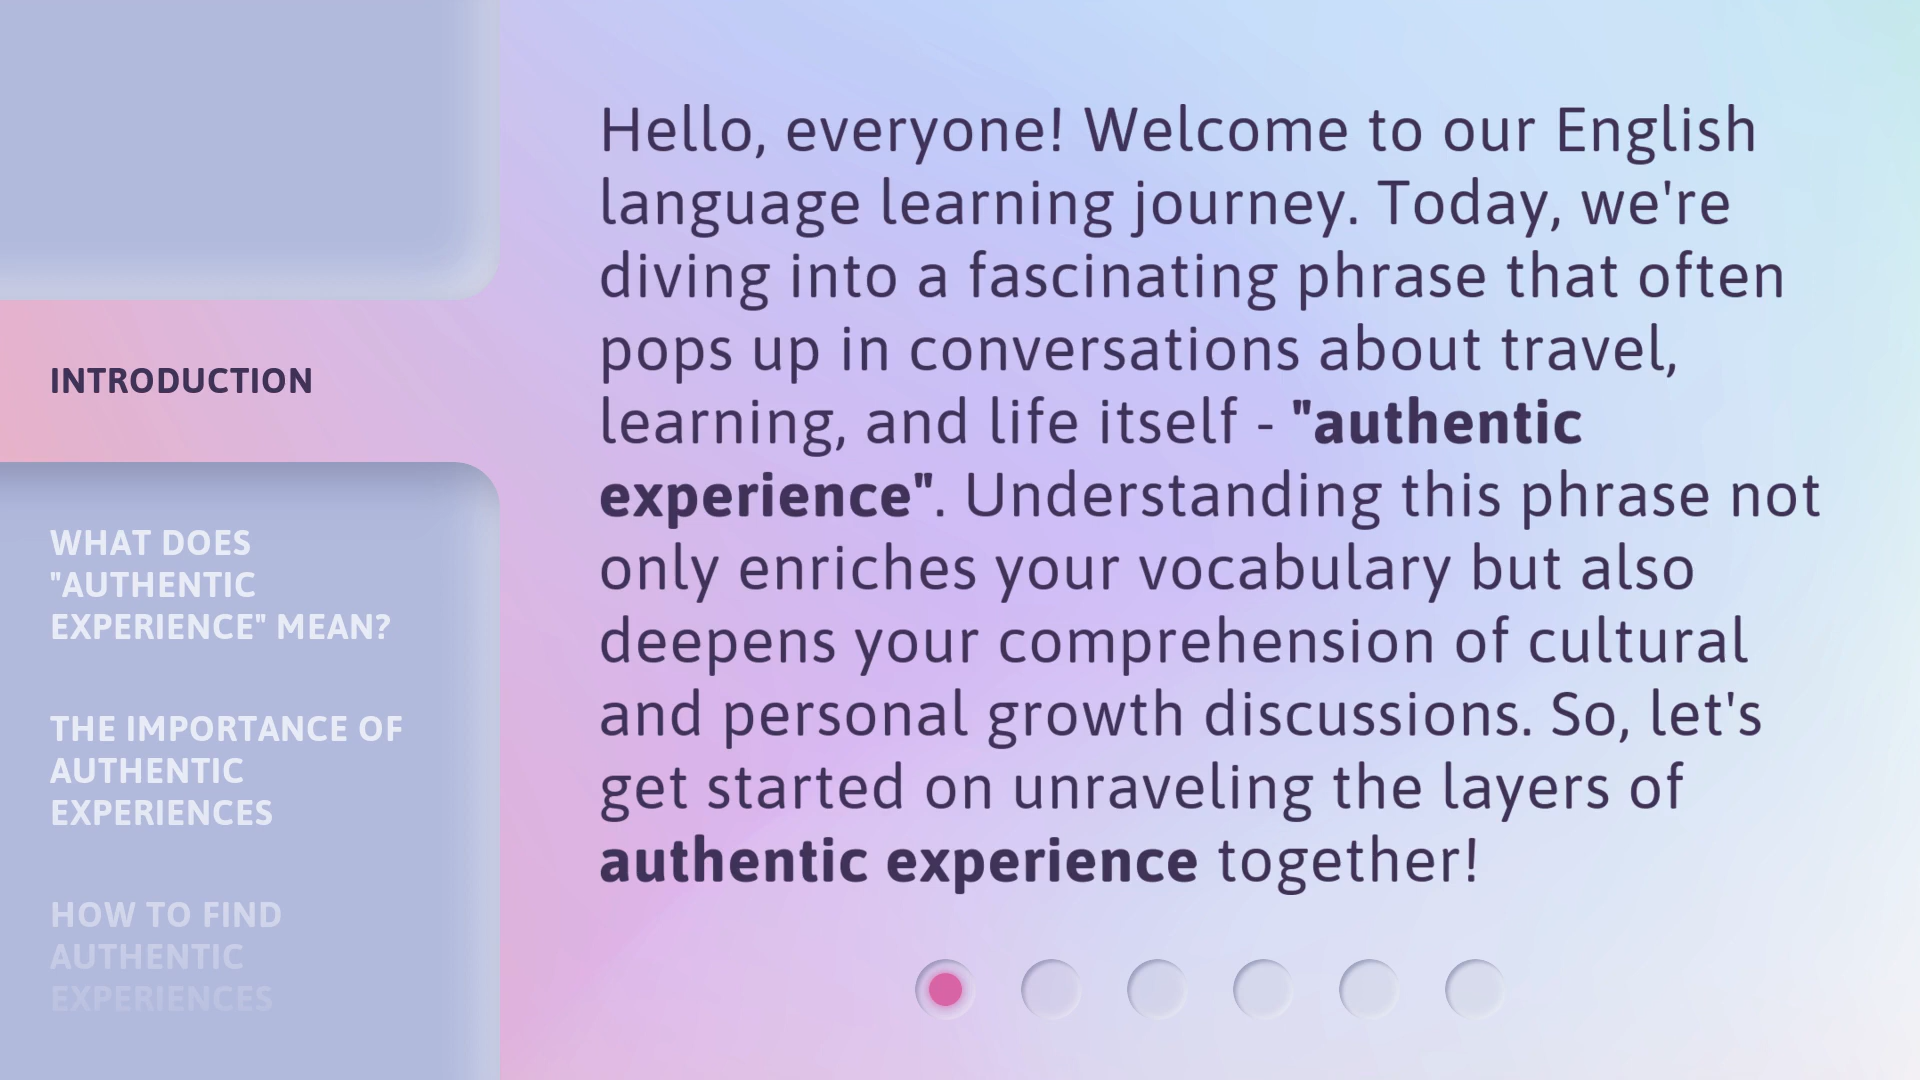 INTRODUCTION
WHAT DOES
"AUTHENTIC
EXPERIENCE" MEAN?
THE IMPORTANCE OF
AUTHENTIC
EXPERIENCES
HOW TO FIND
AUTHENTIC
EXPERIENCES
Hello, everyone! Welcome to our English
language learning journey. Today, we're
diving into a fascinating phrase that often
pops up in conversations about travel,
learning, and life itself - "authentic
experience". Understanding this phrase not
only enriches your vocabulary but also
deepens your comprehension of cultural
and personal growth discussions. So, let's
get started on unraveling the layers of
authentic experience together!